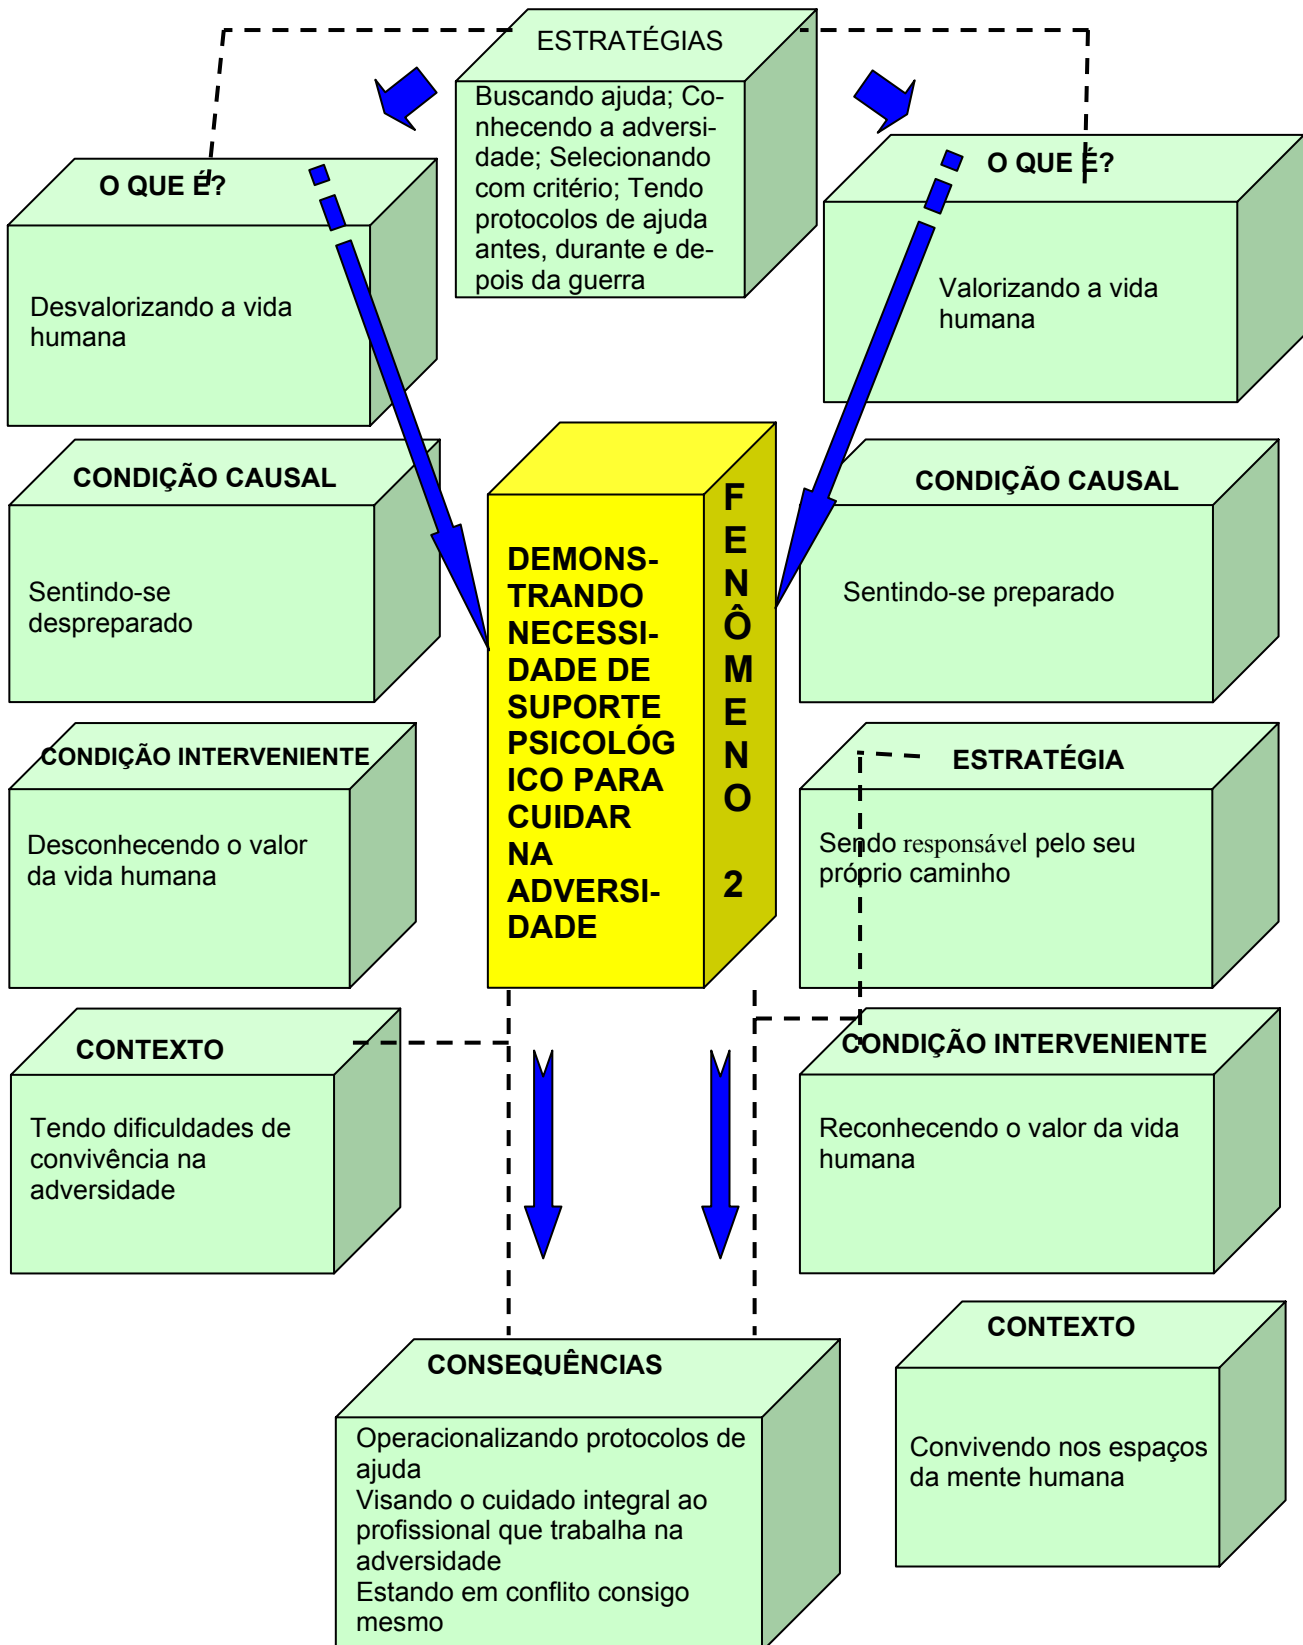 ESTRATÉGIAS
Buscando ajuda; Co-
nhecendo a adversi-
dade; Selecionando
com critério; Tendo
protocolos de ajuda
antes, durante e de-
pois da guerra
O QUE É?
Desvalorizando a vida
humana
O QUE É?
Valorizando a vida
humana
CONDIÇÃO CAUSAL
Sentindo-se
despreparado
DEMONS-
TRANDO
NECESSI-
DADE DE
SUPORTE
PSICOLÓG
ICO PARA
CUIDAR
NA
ADVERSI-
DADE
F
E
N
Ô
M
E
N
O
2
CONDIÇÃO CAUSAL
Sentindo-se preparado
CONDIÇÃO INTERVENIENTE
Desconhecendo o valor
da vida humana
ESTRATÉGIA
Sendo responsável pelo seu
próprio caminho
CONTEXTO
Tendo dificuldades de
convivência na
adversidade
CONDIÇÃO INTERVENIENTE
Reconhecendo o valor da vida
humana
CONSEQUÊNCIAS
Operacionalizando protocolos de
ajuda
Visando o cuidado integral ao
profissional que trabalha na
adversidade
Estando em conflito consigo
mesmo
CONTEXTO
Convivendo nos espaços
da mente humana